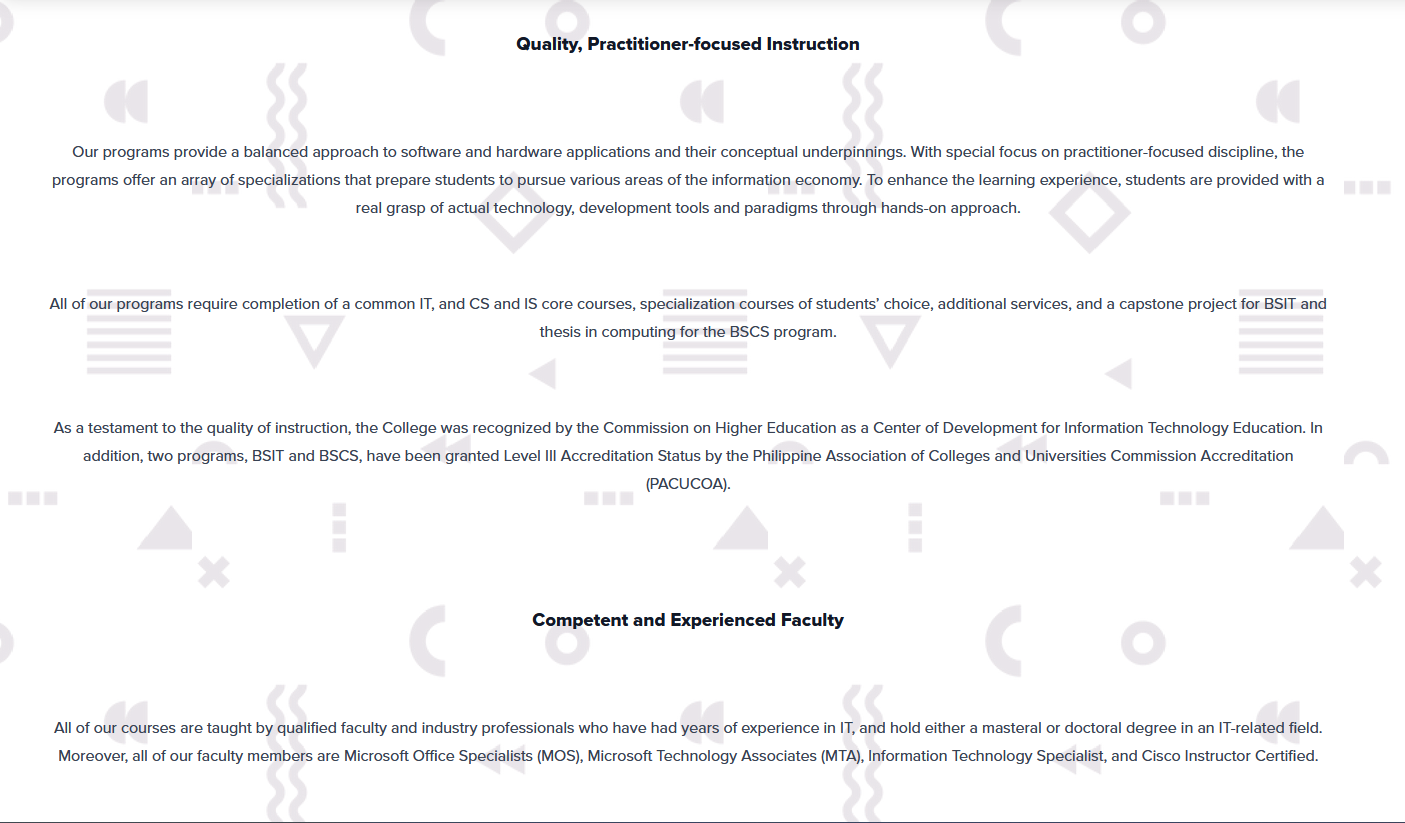 Quality, Practitioner-focused Instruction
Our programs provide a balanced approach to software and hardware applications and their conceptual underpinnings. With special focus on practitioner-focused discipline, the
programs offer an array of specializations that prepare students to pursue various areas of the information economy. To enhance the learning experience, students are provided with a
real grasp of actual technology, development tools and paradigms through hands-on approach.
All of our programs require completion of a common IT, and CS and IS core courses, specialization courses of students’ choice, additional services, and a capstone project for BSIT and
thesis in computing for the BSCS program.
As a testament to the quality of instruction, the College was recognized by the Commission on Higher Education as a Center of Development for Information Technology Education. In
addition, two programs, BSIT and BSCS, have been granted Level III Accreditation Status by the Philippine Association of Colleges and Universities Commission Accreditation
(PACUCOA).
Competent and Experienced Faculty
All of our courses are taught by qualified faculty and industry professionals who have had years of experience in IT, and hold either a masteral or doctoral degree in an IT-related field.
Moreover, all of our faculty members are Microsoft Office Specialists (MOS), Microsoft Technology Associates (MTA), Information Technology Specialist, and Cisco Instructor Certified.